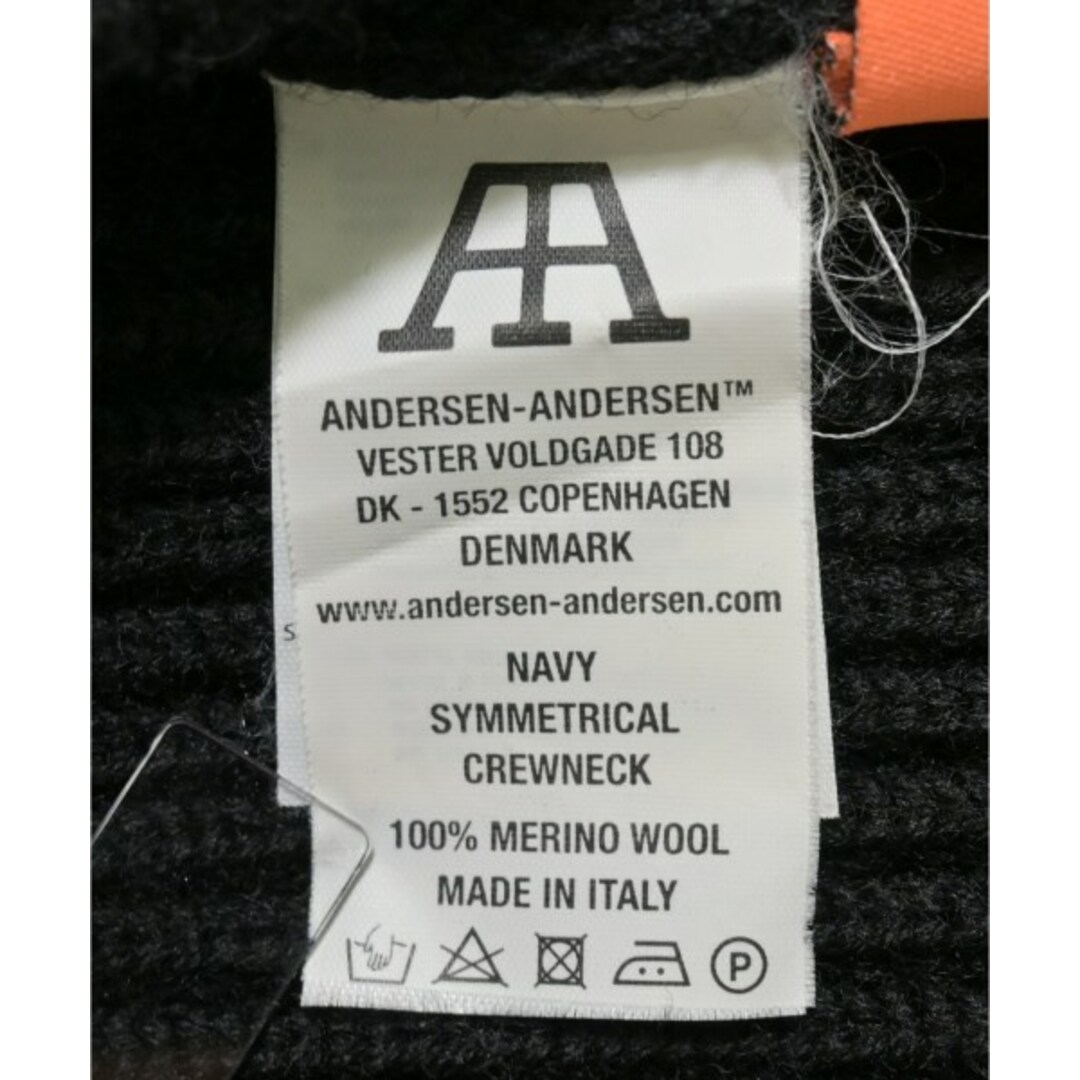 AA
ANDERSEN-ANDERSEN™
VESTER VOLDGADE 108
DK - 1552 COPENHAGEN
DENMARK
www.andersen-andersen.com
S
NAVY
SYMMETRICAL
CREWNECK
100% MERINO WOOL
MADE IN ITALY
P